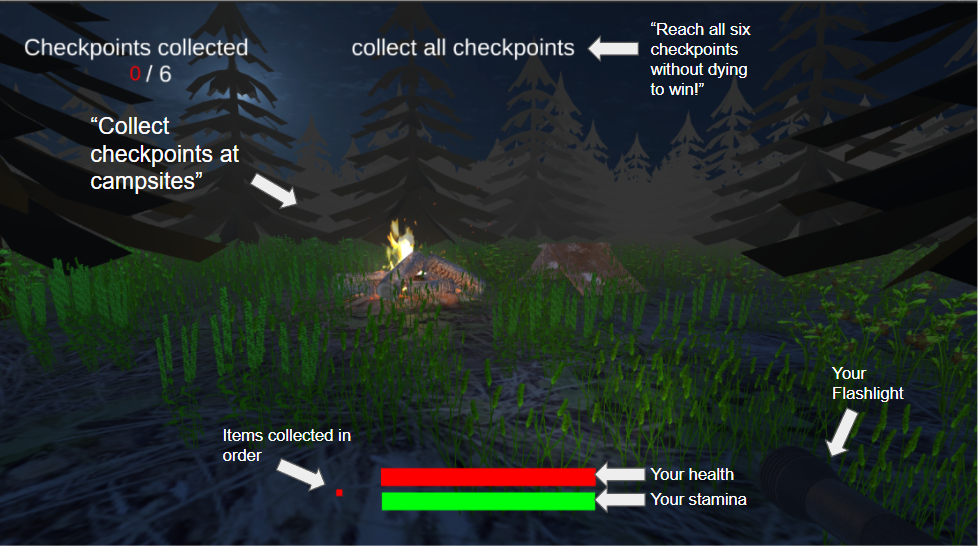 Checkpoints collected
0 / 6
collect all checkpoints
“Reach all six
checkpoints
without dying
to win!”
“Collect
checkpoints at
campsites”
Your
Flashlight
Items collected in
order
Your health
Your stamina